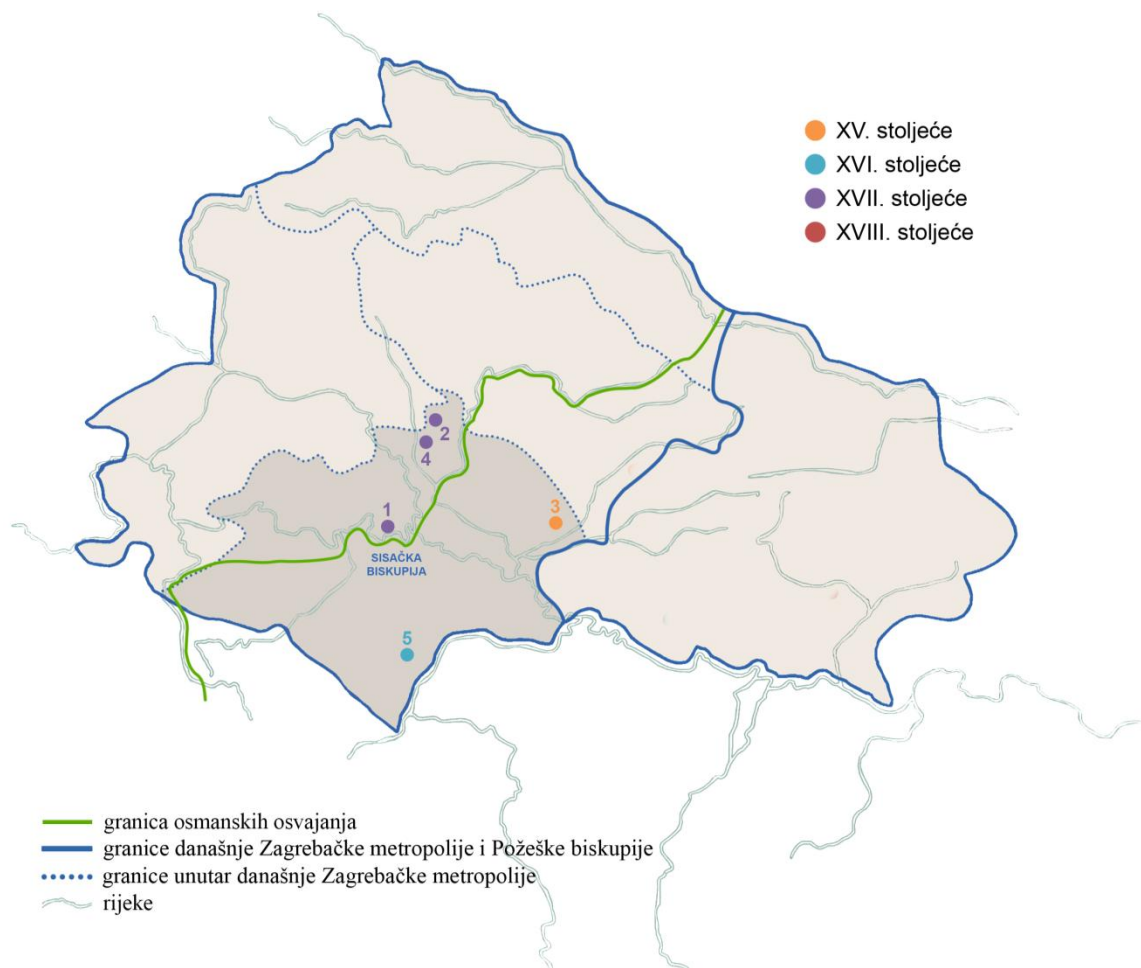 XV. stoljeće
XVI. stoljeće
XVII. stoljeće
XVIII. stoljeće
2
4
3
1
SISAČKA
BISKUPIJA
5
granica osmanskih osvajanja
granice današnje Zagrebačke metropolije i Požeške biskupije
granice unutar današnje Zagrebačke metropolije
rijeke